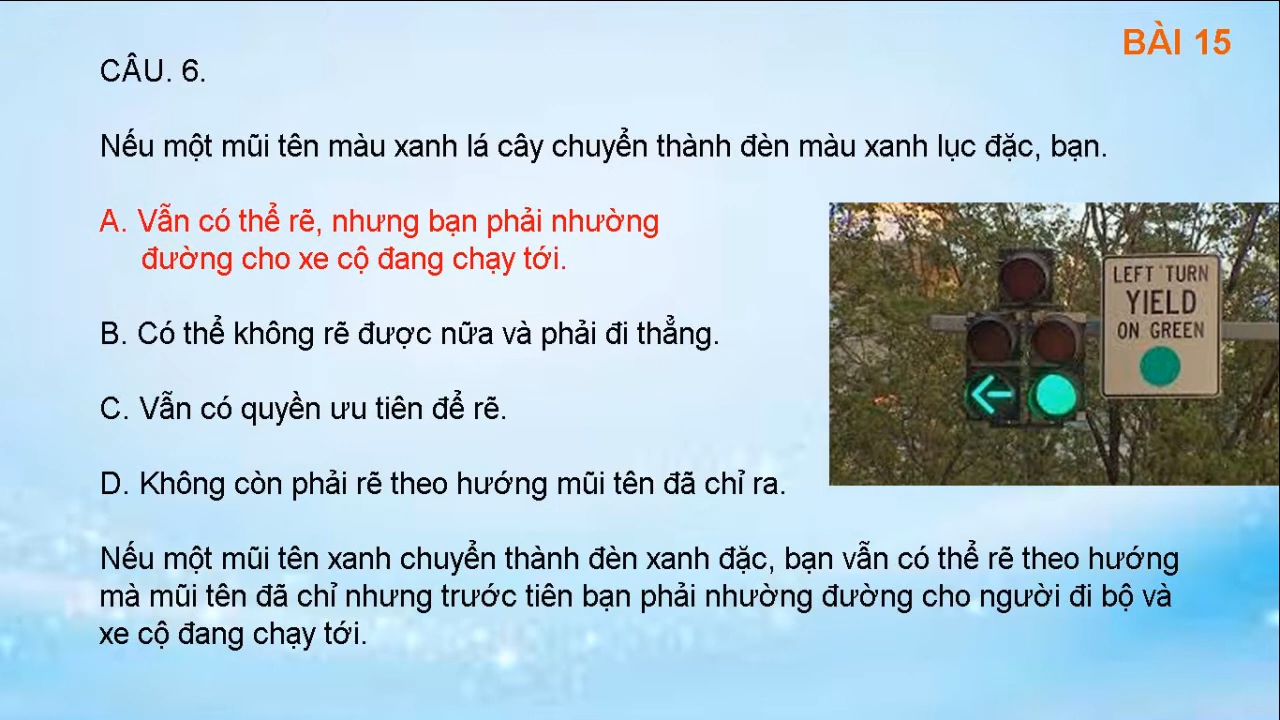 BÀI 15
CÂU. 6.
Nếu một mũi tên màu xanh lá cây chuyển thành đèn màu xanh lục đặc, bạn.
A. Vẫn có thể rẽ, nhưng bạn phải nhường
đường cho xe cộ đang chạy tới.
B. Có thể không rẽ được nữa và phải đi thẳng.
C. Vẫn có quyền ưu tiên để rẽ.
D. Không còn phải rẽ theo hướng mũi tên đã chỉ ra.
LEFT TURN
YIELD
ON GREEN
Nếu một mũi tên xanh chuyển thành đèn xanh đặc, bạn vẫn có thể rẽ theo hướng
mà mũi tên đã chỉ nhưng trước tiên bạn phải nhường đường cho người đi bộ và
xe cộ đang chạy tới.